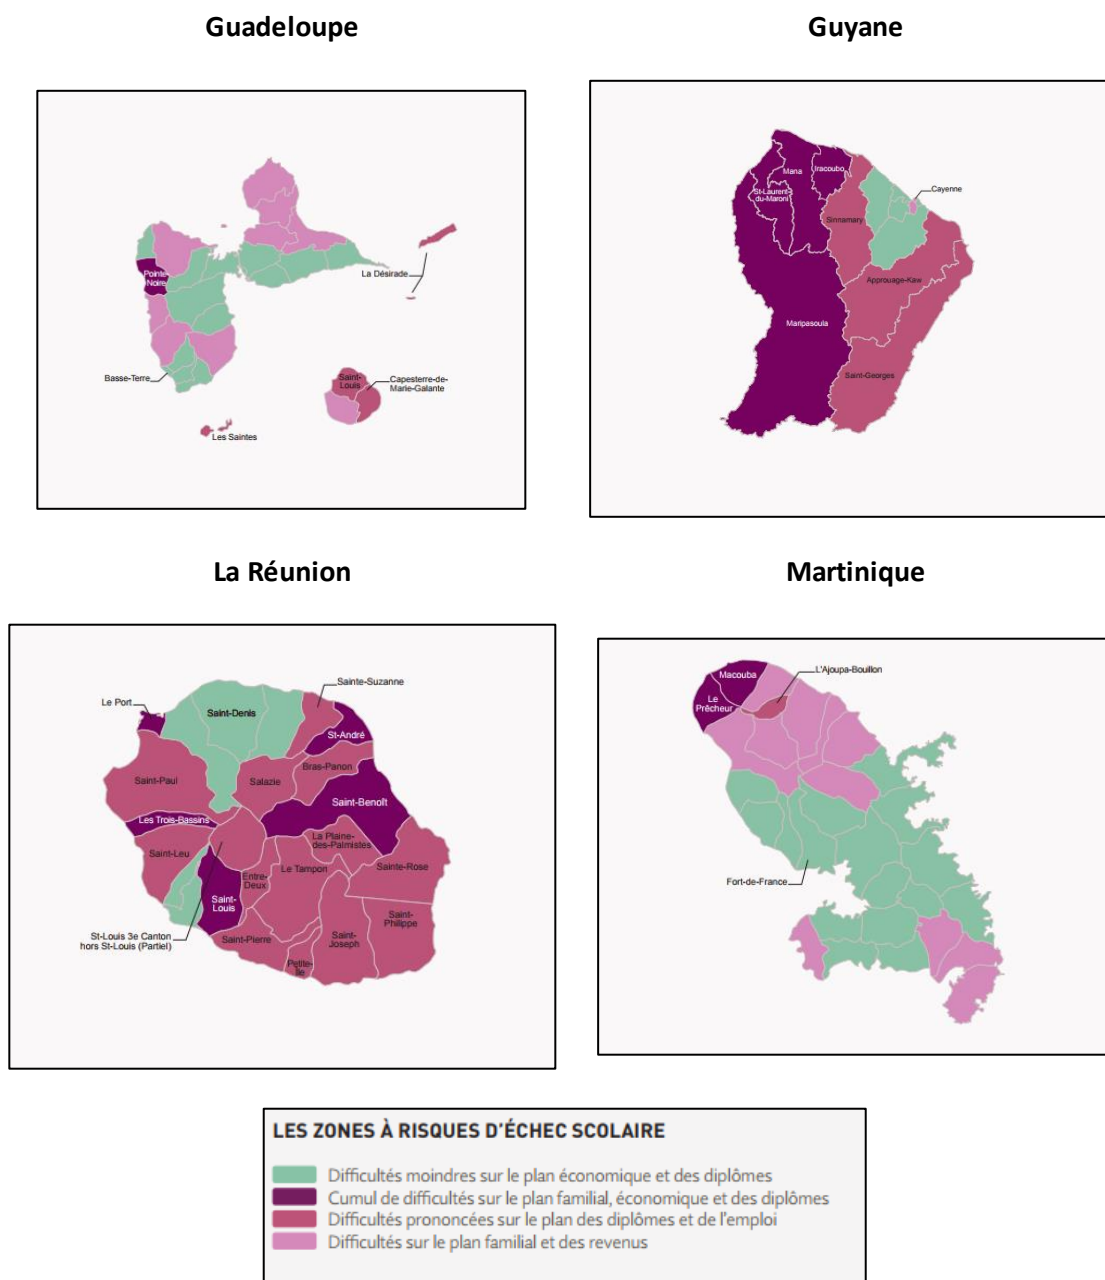 Guadeloupe
Guyane
Pointe-
Noire
La Désirade
Basse-Terre
Saint-
Louis
Capesterre-de-
Marie-Galante
Les Saintes
Mana
Iracoubo
St-Laurent-
du-Maroni
Cayenne
Sinnamary
Approuage-Kaw
Maripasoula
Saint-Georges
La Réunion
Martinique
Sainte-Suzanne
Le Port
Saint-Denis
St-André
Bras-Panon
Saint-Paul
Salazie
Saint-Benoît
Les Trois-Bassins
La Plaine-
des-Palmistes
Saint-Leu
Le Tampon
Sainte-Rose
Entre-
Deux
Saint-
Louis
Saint-
Philippe
St-Louis 3e Canton
hors St-Louis (Partiel)
Saint-Pierre
Saint-
Joseph
Petite-
Île
L'Ajoupa-Bouillon
Macouba
Le
Prêcheur
Fort-de-France
LES ZONES À RISQUES D'ÉCHEC SCOLAIRE
Difficultés moindres sur le plan économique et des diplômes
Cumul de difficultés sur le plan familial, économique et des diplômes
Difficultés prononcées sur le plan des diplômes et de l'emploi
Difficultés sur le plan familial et des revenus